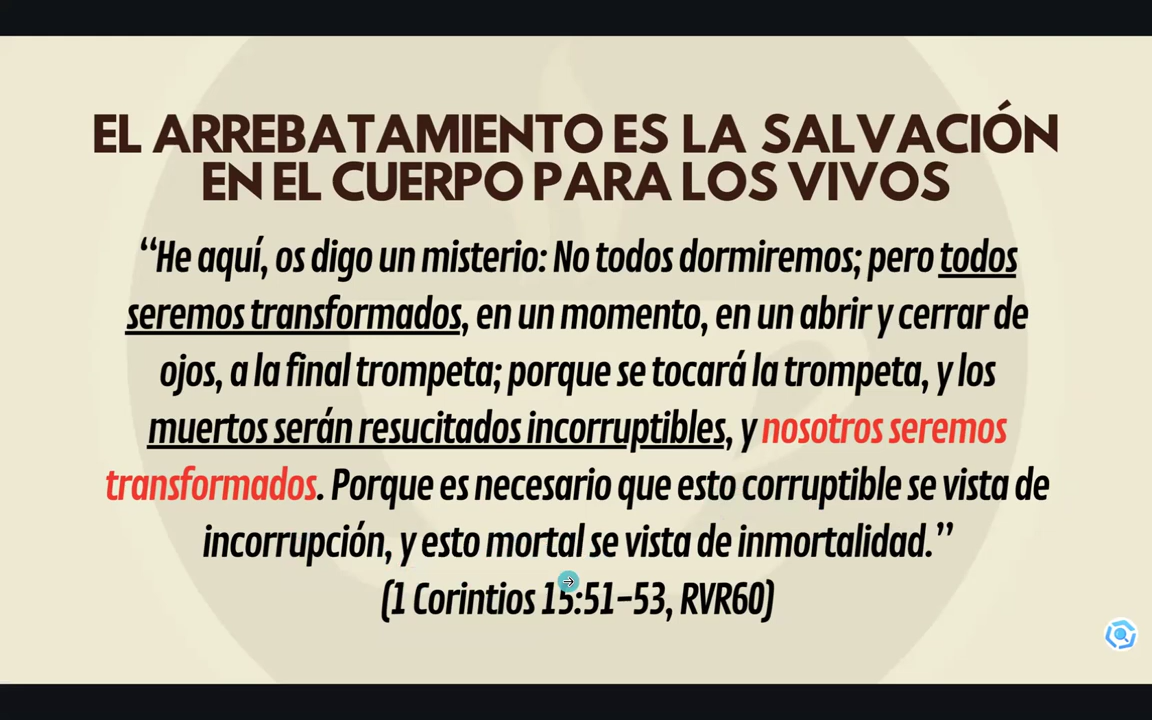 EL ARREBATAMIENTO ES LA SALVACIÓN
EN EL CUERPO PARA LOS VIVOS
“He aquí, os digo un misterio: No todos dormiremos; pero todos
seremos transformados, en un momento, en un abrir y cerrar de
ojos, a la final trompeta; porque se tocará la trompeta, y los
muertos serán resucitados incorruptibles, y nosotros seremos
transformados. Porque es necesario que esto corruptible se vista de
incorrupción, y esto mortal se vista de inmortalidad.”
(1 Corintios 15:51-53, RVR60)